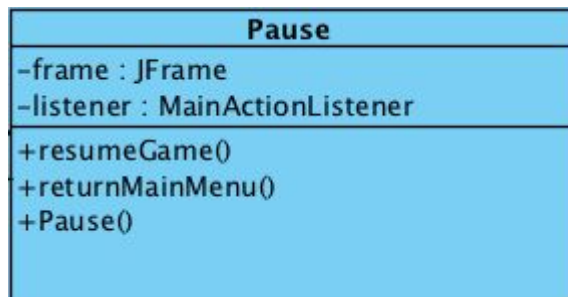 Pause
-frame : JFrame
-listener : MainActionListener
+resumeGame()
+returnMainMenu()
+Pause()